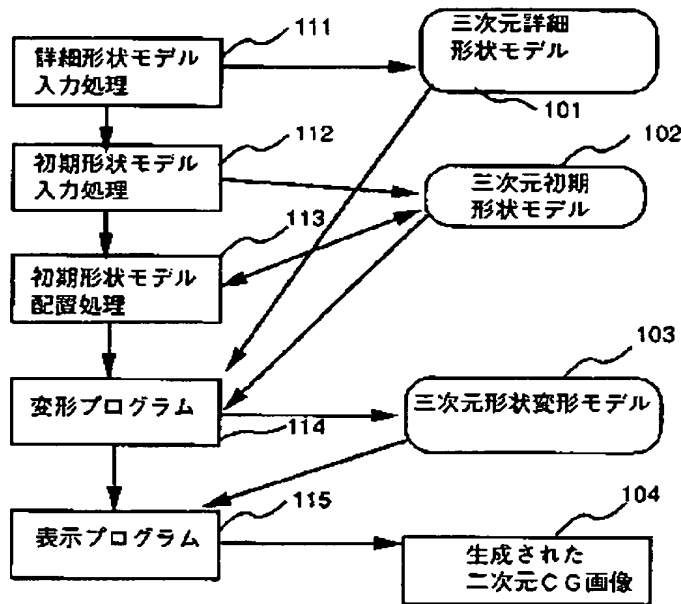 111
詳細形状モデル
入力処理
三次元詳細
形状モデル
101
112
初期形状モデル
入力処理
102
三次元初期
形状モデル
113
初期形状モデル
配置処理
103
変形プログラム
114
三次元形状変形モデル
115
表示プログラム
104
生成された
二次元CG画像